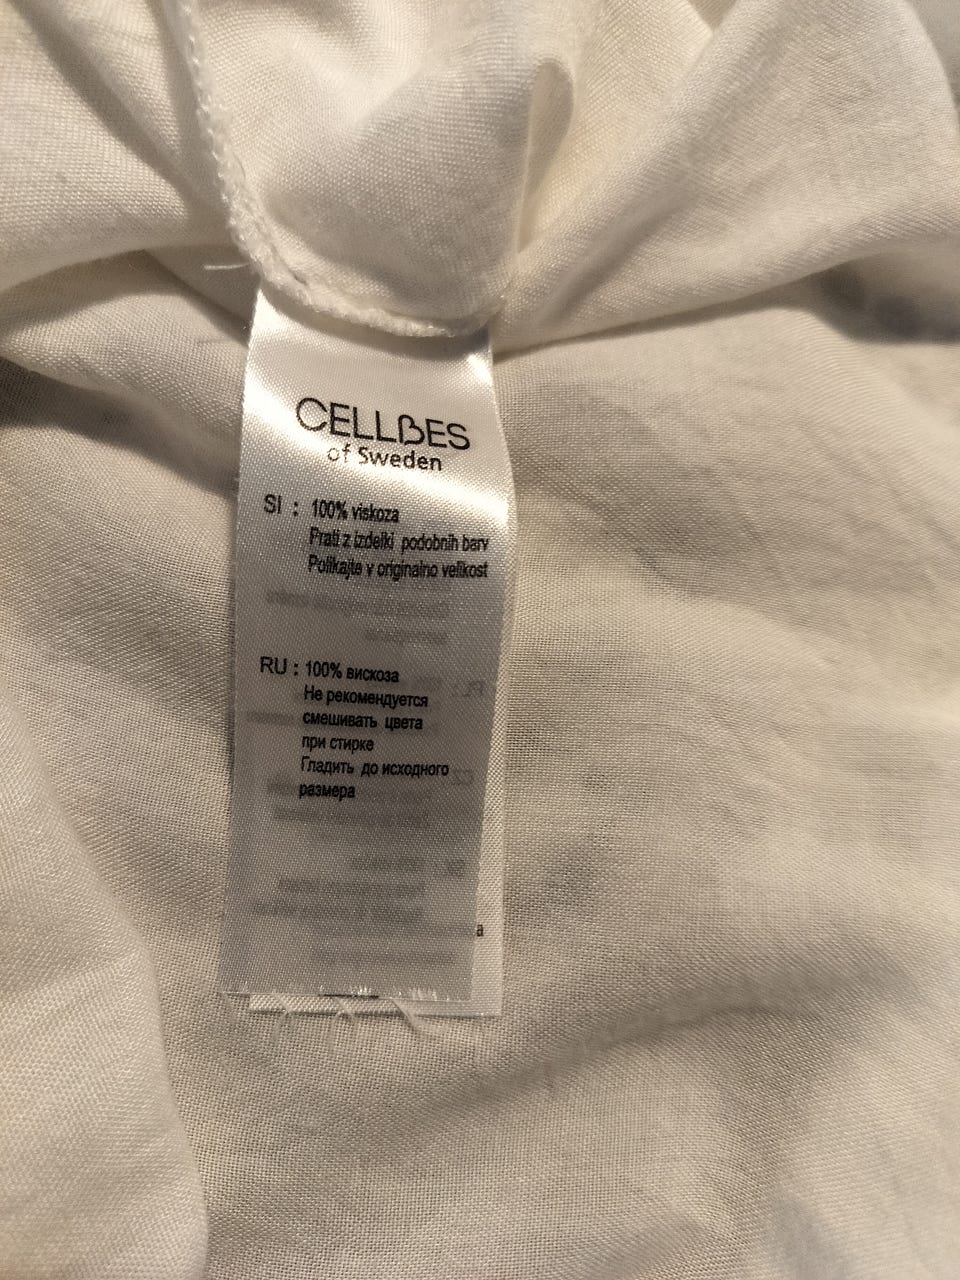 CELLBES
of Sweden
SI : 100% viskoza
Prati z izdelki podobnih barv
Polikajte v originalno velikost
RU : 100% вискоза
Не рекомендуется
смешивать цвета
при стирке
Гладить до исходного
размера
a